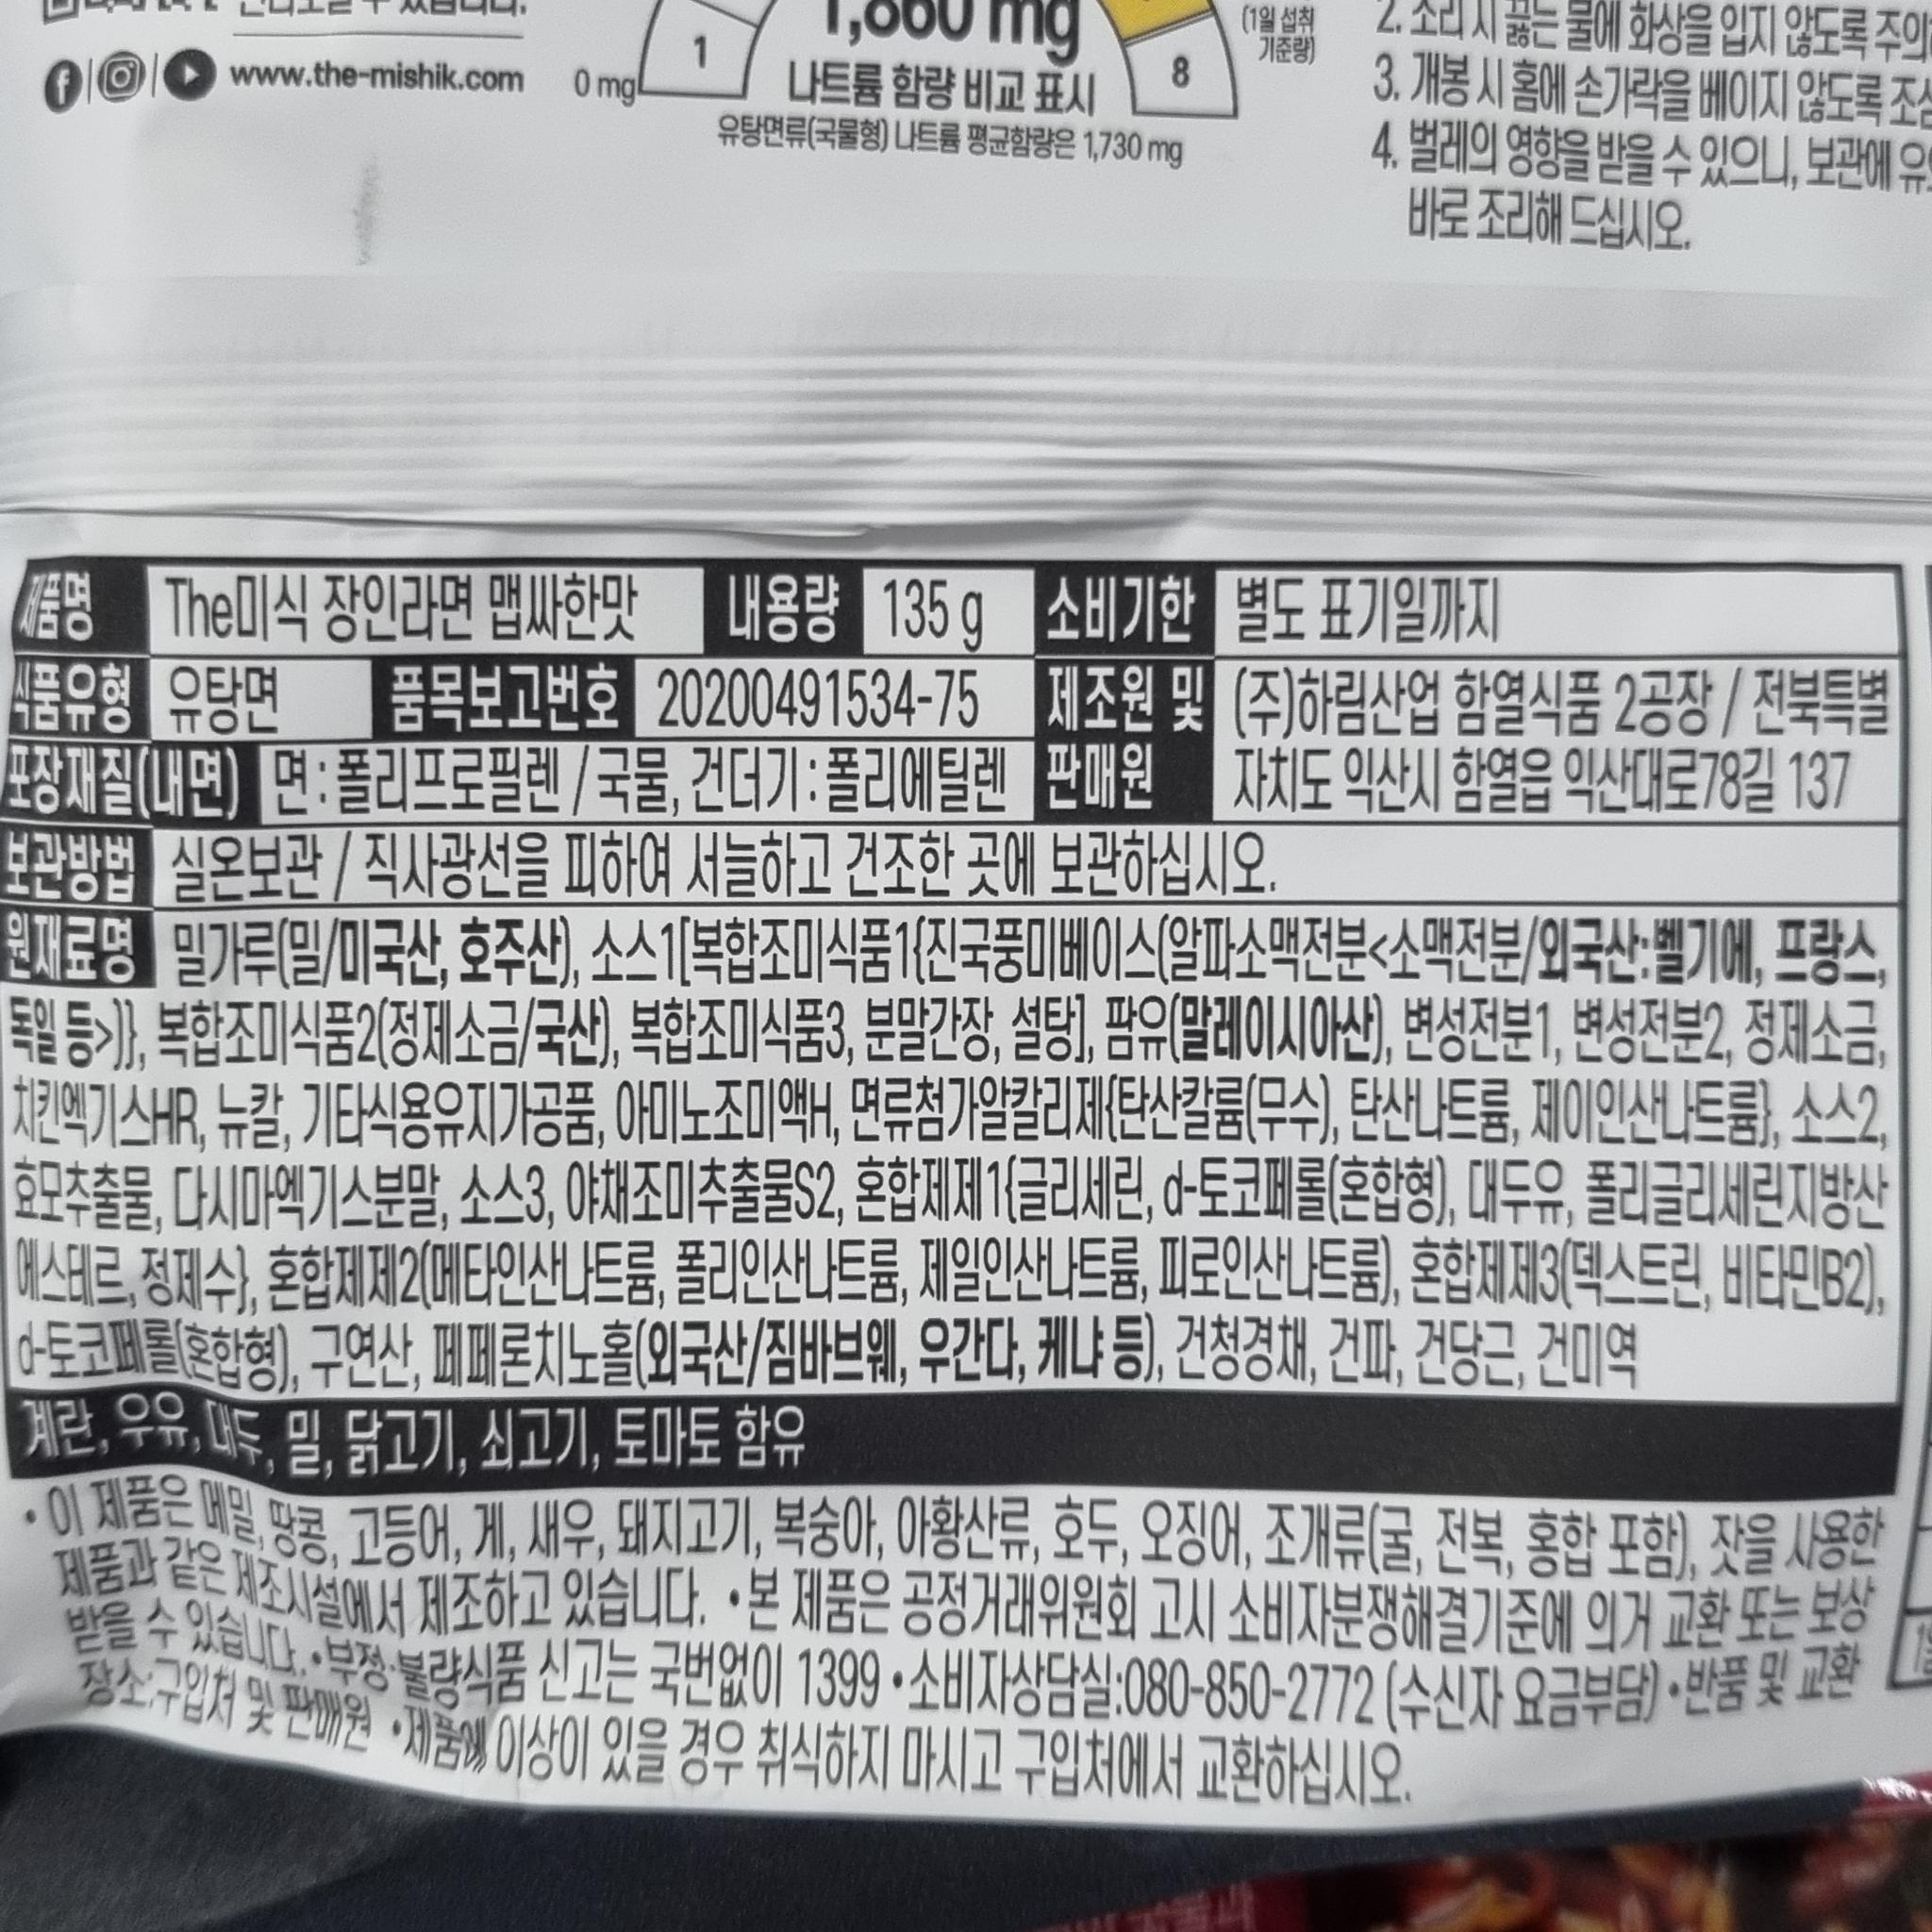 www.the-mishik.com
0 mg
1
나트륨 함량 비교 표시
8
(1일 섭취
기준량)
유탕면류(국물형) 나트륨 평균함량은 1,730 mg
2. 조리 시 끓는 물에 화상을 입지 않도록
3. 개봉 시 홈에 손가락을 베이지 않도록
4. 벌레의 영향을 받을 수 있으니, 보관에
바로 조리해 드십시오.
제품명 The미식 장인라면 맵싸한맛 내용량 135 g 소비기한 별도 표기일까지
식품유형 유탕면 품목보고번호 20200491534-75 제조원 및 (주)하림산업 함열식품 2공장 / 전북특별
포장재질(내면) 면 : 폴리프로필렌 / 국물, 건더기 : 폴리에틸렌 판매원 자치도 익산시 함열읍 익산대로78길 137
보관방법 실온보관 / 직사광선을 피하여 서늘하고 건조한 곳에 보관하십시오.
원재료명 밀가루(밀/미국산, 호주산), 소스1[복합조미식품1{진국풍미베이스(알파소맥전분<소맥전분/외국산:벨기에, 프랑스,
독일 등>)}, 복합조미식품2(정제소금/국산), 복합조미식품3, 분말간장, 설탕], 팜유(말레이시아산), 변성전분1, 변성전분2, 정제소금,
치킨엑기스HR, 뉴칼, 기타식용유지가공품, 아미노조미액H, 면류첨가알칼리제{탄산칼륨(무수), 탄산나트륨, 제이인산나트륨}, 소스2,
효모추출물, 다시마엑기스분말, 소스3, 야채조미추출물S2, 혼합제제1{글리세린, d-토코페롤(혼합형), 대두유, 폴리글리세린지방산
에스테르, 정제수}, 혼합제제2(메타인산나트륨, 폴리인산나트륨, 제일인산나트륨, 피로인산나트륨), 혼합제제3(덱스트린, 비타민B2),
d-토코페롤(혼합형), 구연산, 페페론치노홀(외국산/짐바브웨, 우간다, 케냐 등), 건청경채, 건파, 건당근, 건미역
계란, 우유, 대두, 밀, 닭고기, 쇠고기, 토마토 함유
• 이 제품은 메밀, 땅콩, 고등어, 게, 새우, 돼지고기, 복숭아, 아황산류, 호두, 오징어, 조개류(굴, 전복, 홍합 포함), 잣을 사용한
제품과 같은 제조시설에서 제조하고 있습니다. •본 제품은 공정거래위원회 고시 소비자분쟁해결기준에 의거 교환 또는 보상
받을 수 있습니다. •부정·불량식품 신고는 국번없이 1399 •소비자상담실:080-850-2772 (수신자 요금부담) •반품 및 교환
장소:구입처 및 판매원 •제품에 이상이 있을 경우 취식하지 마시고 구입처에서 교환하십시오.